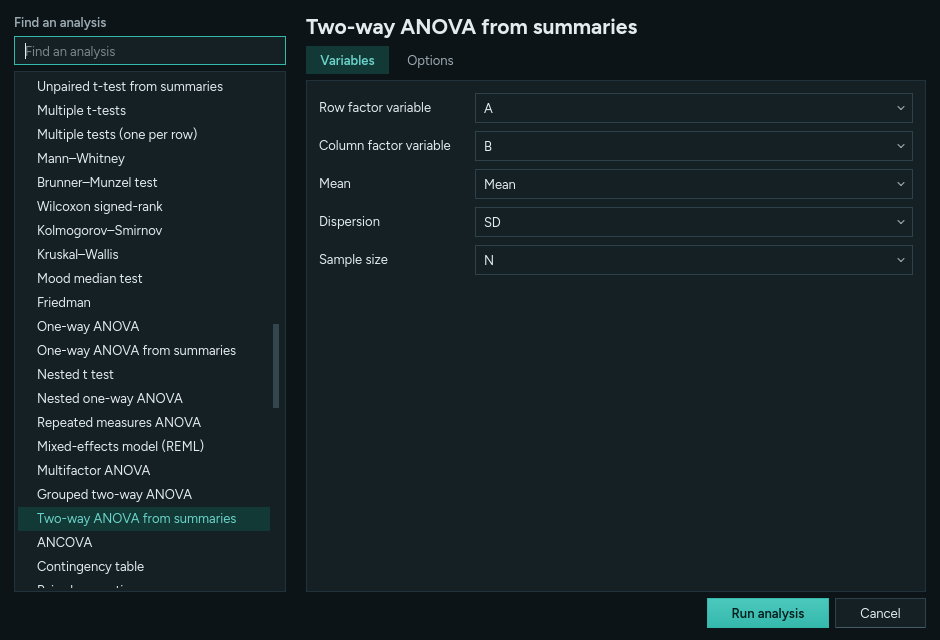 Find an analysis
Find an analysis
Unpaired t-test from summaries
Multiple t-tests
Multiple tests (one per row)
Mann–Whitney
Brunner–Munzel test
Wilcoxon signed-rank
Kolmogorov–Smirnov
Kruskal–Wallis
Mood median test
Friedman
One-way ANOVA
One-way ANOVA from summaries
Nested t test
Nested one-way ANOVA
Repeated measures ANOVA
Mixed-effects model (REML)
Multifactor ANOVA
Grouped two-way ANOVA
Two-way ANOVA from summaries
ANCOVA
Contingency table
Two-way ANOVA from summaries
Variables
Options
Row factor variable
A
Column factor variable
B
Mean
Mean
Dispersion
SD
Sample size
N
Run analysis
Cancel